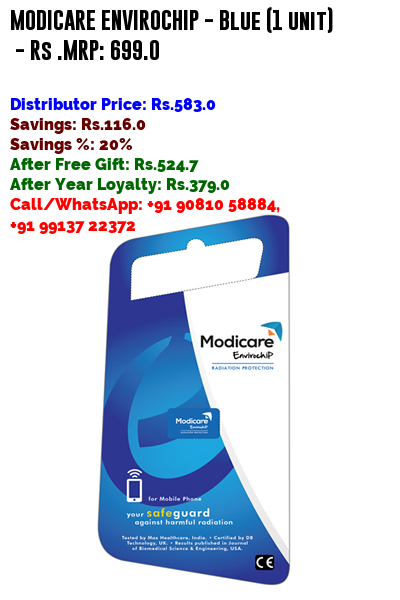 MODICARE ENVIROCHIP - BLUE (1 UNIT)
- RS .MRP: 699.0
Distributor Price: Rs.583.0
Savings: Rs.116.0
Savings %: 20%
After Free Gift: Rs.524.7
After Year Loyalty: Rs.379.0
Call/WhatsApp: +91 90810 58884,
+91 99137 22372
Modicare
EnvirochiP
RADIATION PROTECTION
Modicare
EnvirochiP
RADIATION PROTECTION
for Mobile Phone
your safeguard
against harmful radiation
Tested by Max Healthcare, India. • Certified by DB
Technology, UK. • Results published in Journal
of Biomedical Science & Engineering, USA.
CE